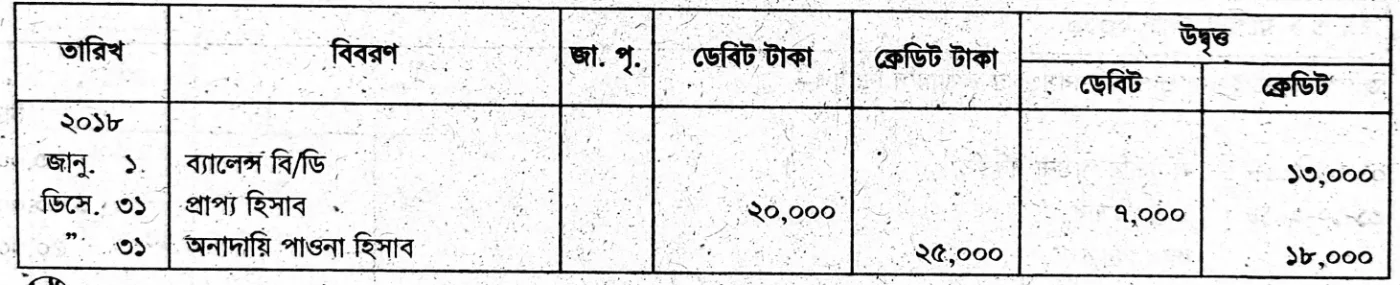 তারিখ বিবরণ জা. পৃ. ডেবিট টাকা ক্রেডিট টাকা উদ্বৃত্ত
ডেবিট ক্রেডিট
২০১৮
জানু. ১. ব্যালেন্স বি/ডি ১৩,০০০
ডিসে. ৩১ প্রাপ্য হিসাব ২০,০০০ ৭,০০০
” ৩১ অনাদায়ি পাওনা হিসাব ২৫,০০০ ১৮,০০০